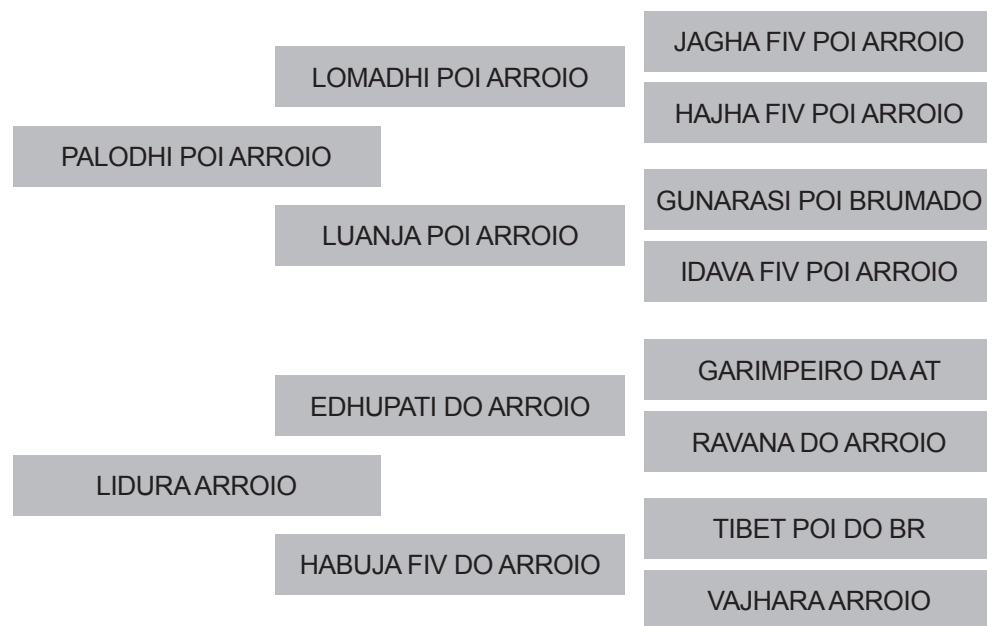 JAGHA FIV POI ARROIO
LOMADHI POI ARROIO
HAJHA FIV POI ARROIO
PALODHI POI ARROIO
GUNARASI POI BRUMADO
LUANJA POI ARROIO
IDAVA FIV POI ARROIO
GARIMPEIRO DA AT
EDHUPATI DO ARROIO
RAVANA DO ARROIO
LIDURA ARROIO
TIBET POI DO BR
HABUJA FIV DO ARROIO
VAJHARA ARROIO